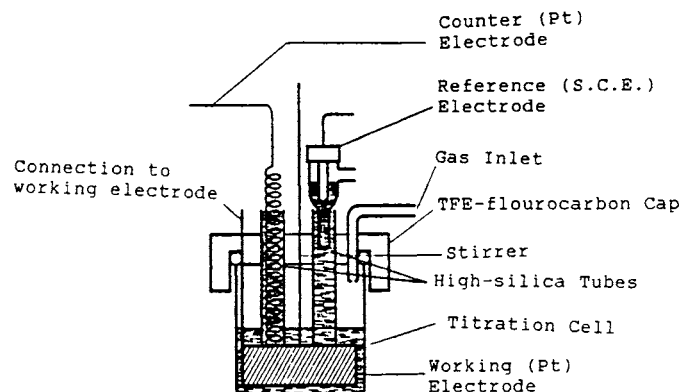 Counter (Pt)
Electrode
Reference (S.C.E.)
Electrode
Connection to
working electrode
Gas Inlet
TFE-flourocarbon Cap
Stirrer
High-silica Tubes
Titration Cell
Working (Pt)
Electrode